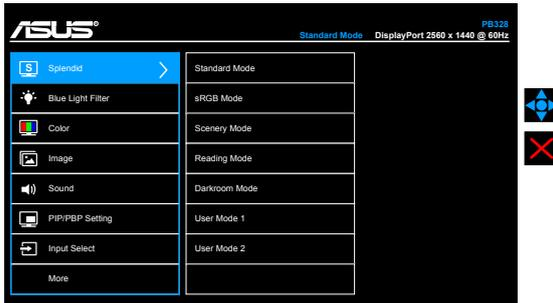 ASUS
PB328
Standard Mode DisplayPort 2560 x 1440 @ 60Hz
S Splendid
Blue Light Filter
Color
Image
Sound
PIP/PBP Setting
Input Select
More
Standard Mode
sRGB Mode
Scenery Mode
Reading Mode
Darkroom Mode
User Mode 1
User Mode 2